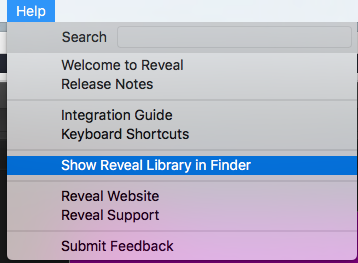 Help
Search
Welcome to Reveal
Release Notes
Integration Guide
Keyboard Shortcuts
Show Reveal Library in Finder
Reveal Website
Reveal Support
Submit Feedback